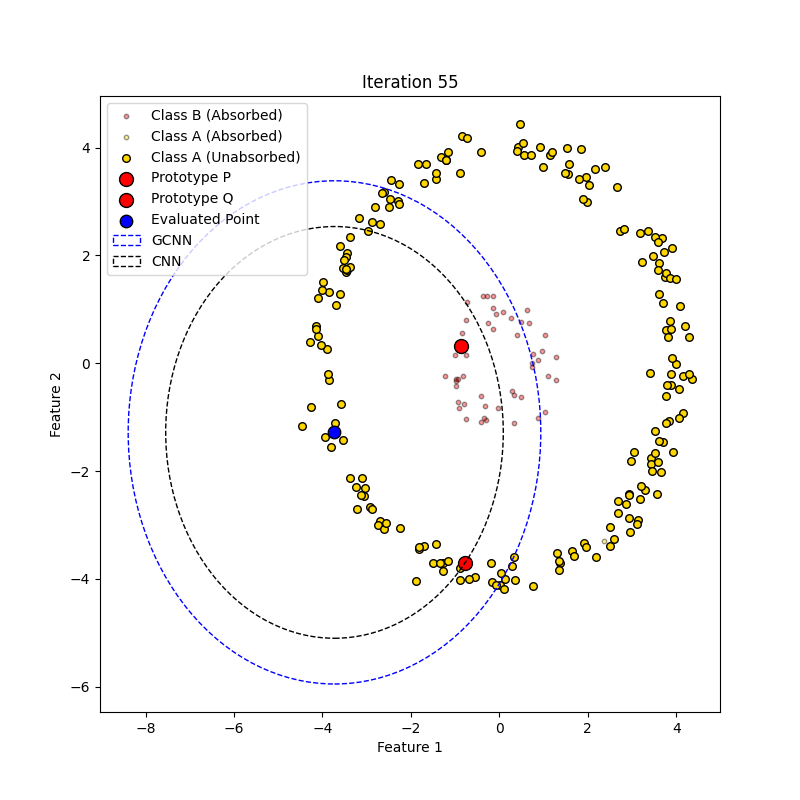 Iteration 55
Class B (Absorbed)
Class A (Absorbed)
Class A (Unabsorbed)
Prototype P
Prototype Q
Evaluated Point
GCNN
CNN
4
2
0
−2
−4
−6
Feature 2
−8
−6
−4
−2
0
2
4
Feature 1